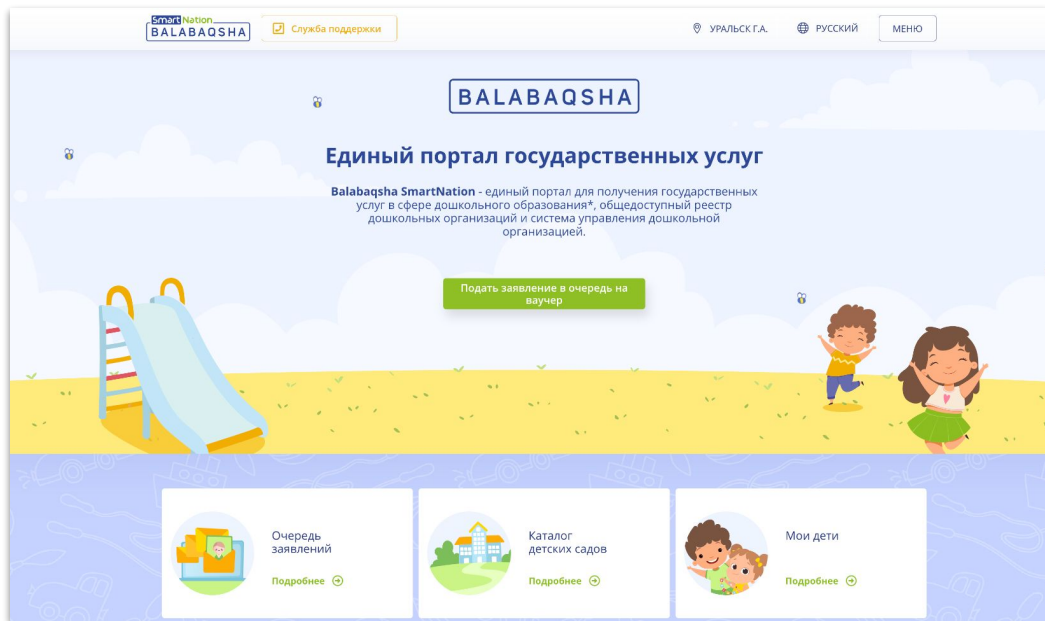 Smart Nation
BALABAQSHA
Служба поддержки
УРАЛЬСК Г.А.
РУССКИЙ
МЕНЮ
BALABAQSHA
Единый портал государственных услуг
Balabaqsha SmartNation - единый портал для получения государственных
услуг в сфере дошкольного образования*, общедоступный реестр
дошкольных организаций и система управления дошкольной
организацией.
Подать заявление в очередь на
ваучер
Очередь
заявлений
Подробнее
Каталог
детских садов
Подробнее
Мои дети
Подробнее